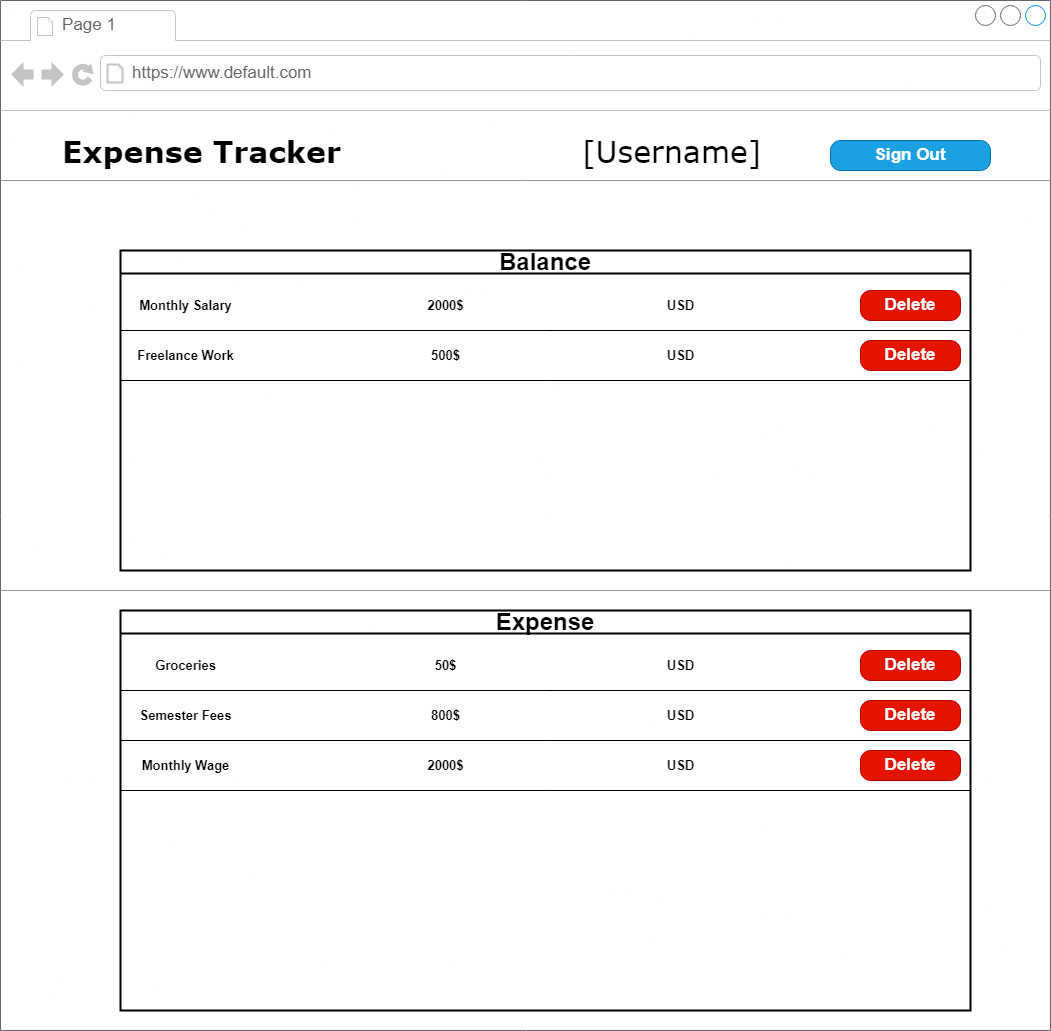 Page 1
https://www.default.com
Expense Tracker [Username] Sign Out
Balance
Monthly Salary 2000$ USD Delete
Freelance Work 500$ USD Delete
Expense
Groceries 50$ USD Delete
Semester Fees 800$ USD Delete
Monthly Wage 2000$ USD Delete